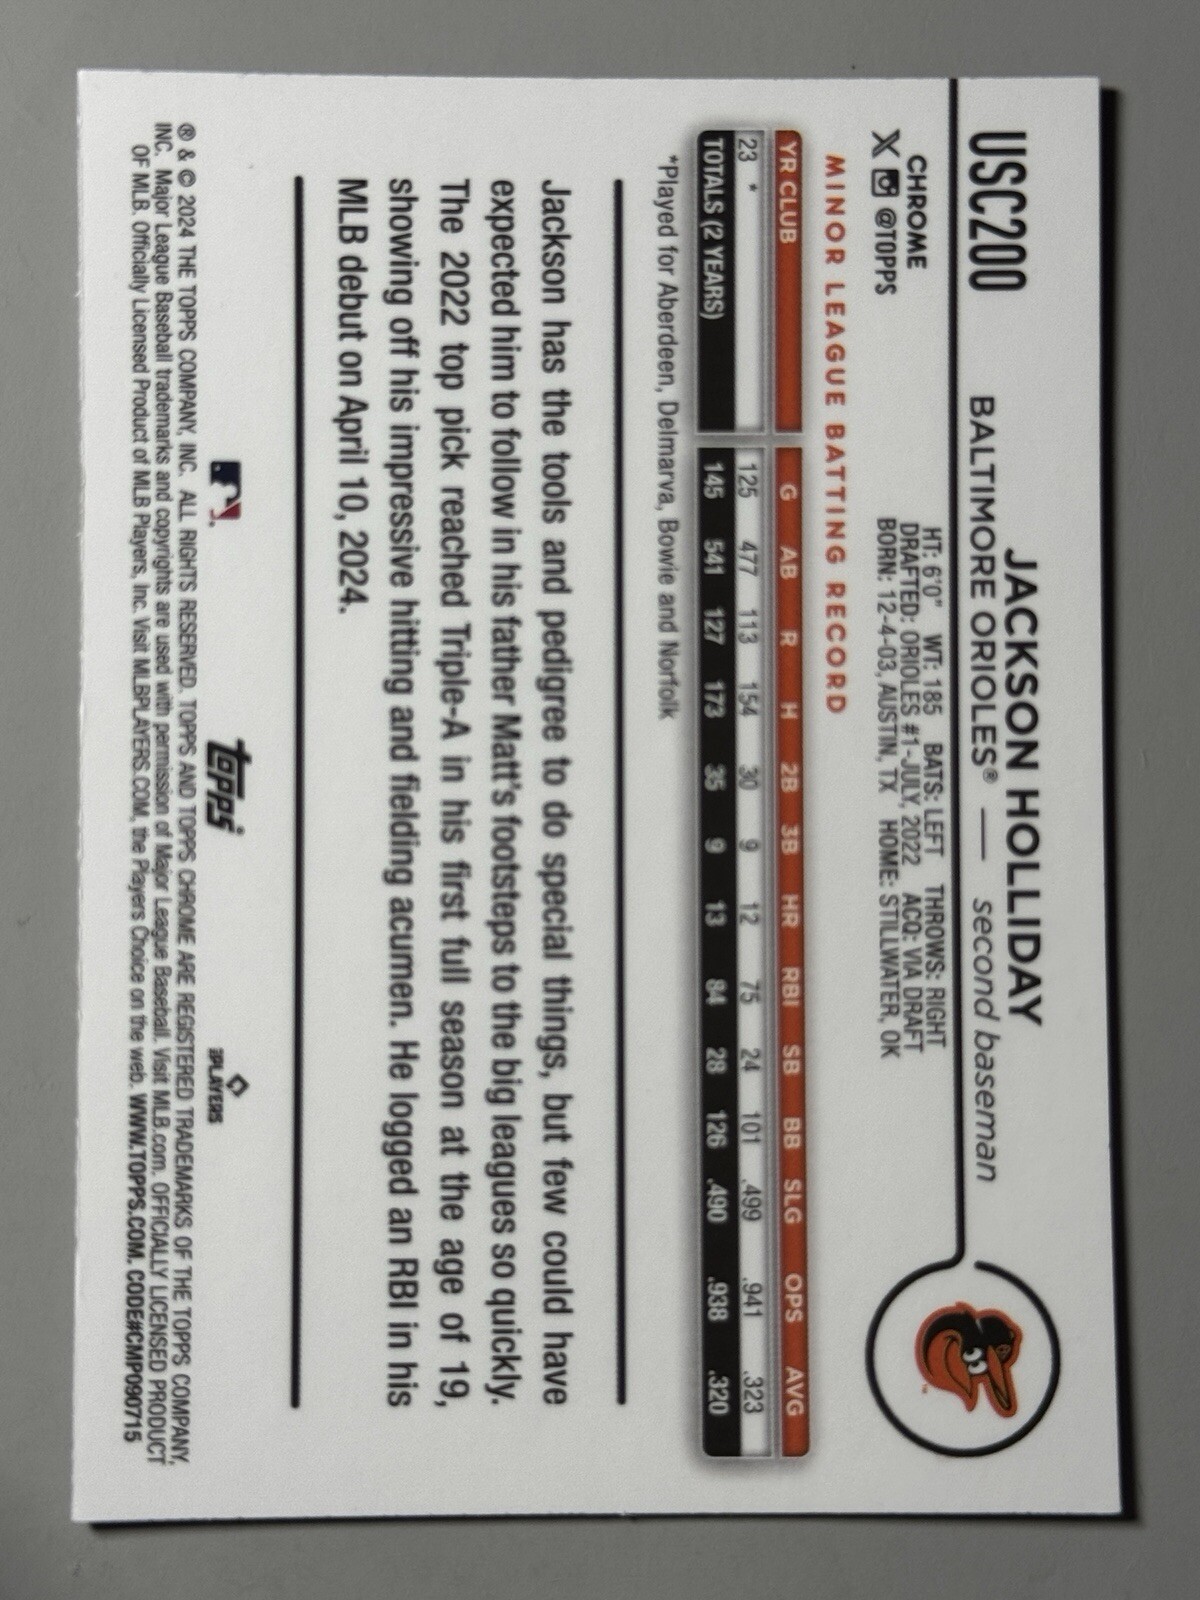 USC200
JACKSON HOLLIDAY
BALTIMORE ORIOLES® — second baseman
CHROME
@TOPPS
HT: 6'0" WT: 185 BATS: LEFT THROWS: RIGHT
DRAFTED: ORIOLES #1-JULY, 2022 ACQ: VIA DRAFT
BORN: 12-4-03, AUSTIN, TX HOME: STILLWATER, OK
MINOR LEAGUE BATTING RECORD
YR CLUB G AB R H 2B 3B HR RBI SB BB SLG OPS AVG
23 * 125 477 113 154 30 9 12 75 24 101 .499 .941 .323
TOTALS (2 YEARS) 145 541 127 173 35 9 13 84 28 126 .490 .938 .320
*Played for Aberdeen, Delmarva, Bowie and Norfolk
Jackson has the tools and pedigree to do special things, but few could have
expected him to follow in his father Matt's footsteps to the big leagues so quickly.
The 2022 top pick reached Triple-A in his first full season at the age of 19,
showing off his impressive hitting and fielding acumen. He logged an RBI in his
MLB debut on April 10, 2024.
topps
PLAYERS
® & © 2024 THE TOPPS COMPANY, INC. ALL RIGHTS RESERVED. TOPPS AND TOPPS CHROME ARE REGISTERED TRADEMARKS OF THE TOPPS COMPANY,
INC. Major League Baseball trademarks and copyrights are used with permission of Major League Baseball. Visit MLB.com. OFFICIALLY LICENSED PRODUCT
OF MLB. Officially Licensed Product of MLB Players, Inc. Visit MLBPLAYERS.COM, the Players Choice on the web. WWW.TOPPS.COM. CODE#CMP090715